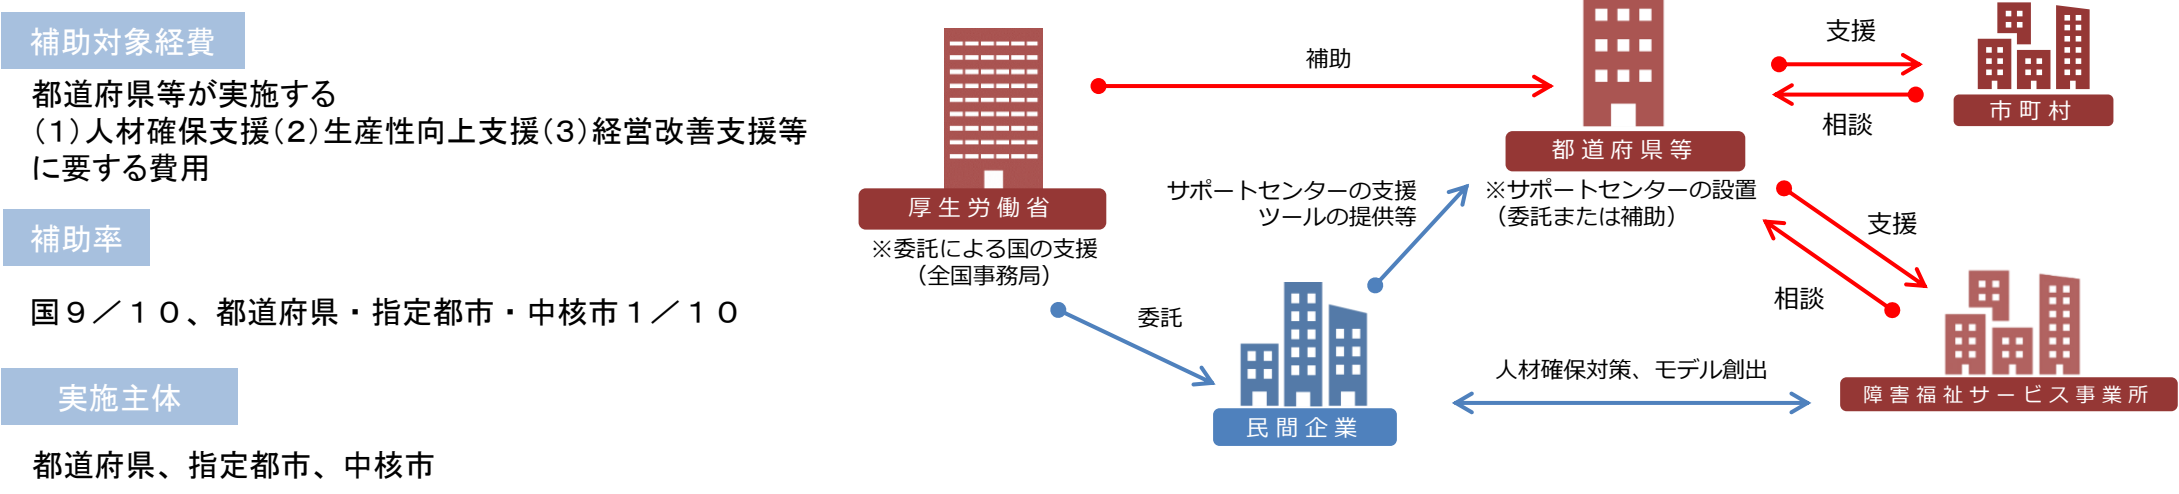 補助対象経費
都道府県等が実施する
（１）人材確保支援（２）生産性向上支援（３）経営改善支援等
に要する費用
補助率
国９／１０、都道府県・指定都市・中核市１／１０
実施主体
都道府県、指定都市、中核市
厚生労働省
※委託による国の支援
（全国事務局）
補助
都道府県等
※サポートセンターの設置
（委託または補助）
支援
相談
市町村
サポートセンターの支援
ツールの提供等
支援
相談
委託
民間企業
人材確保対策、モデル創出
障害福祉サービス事業所